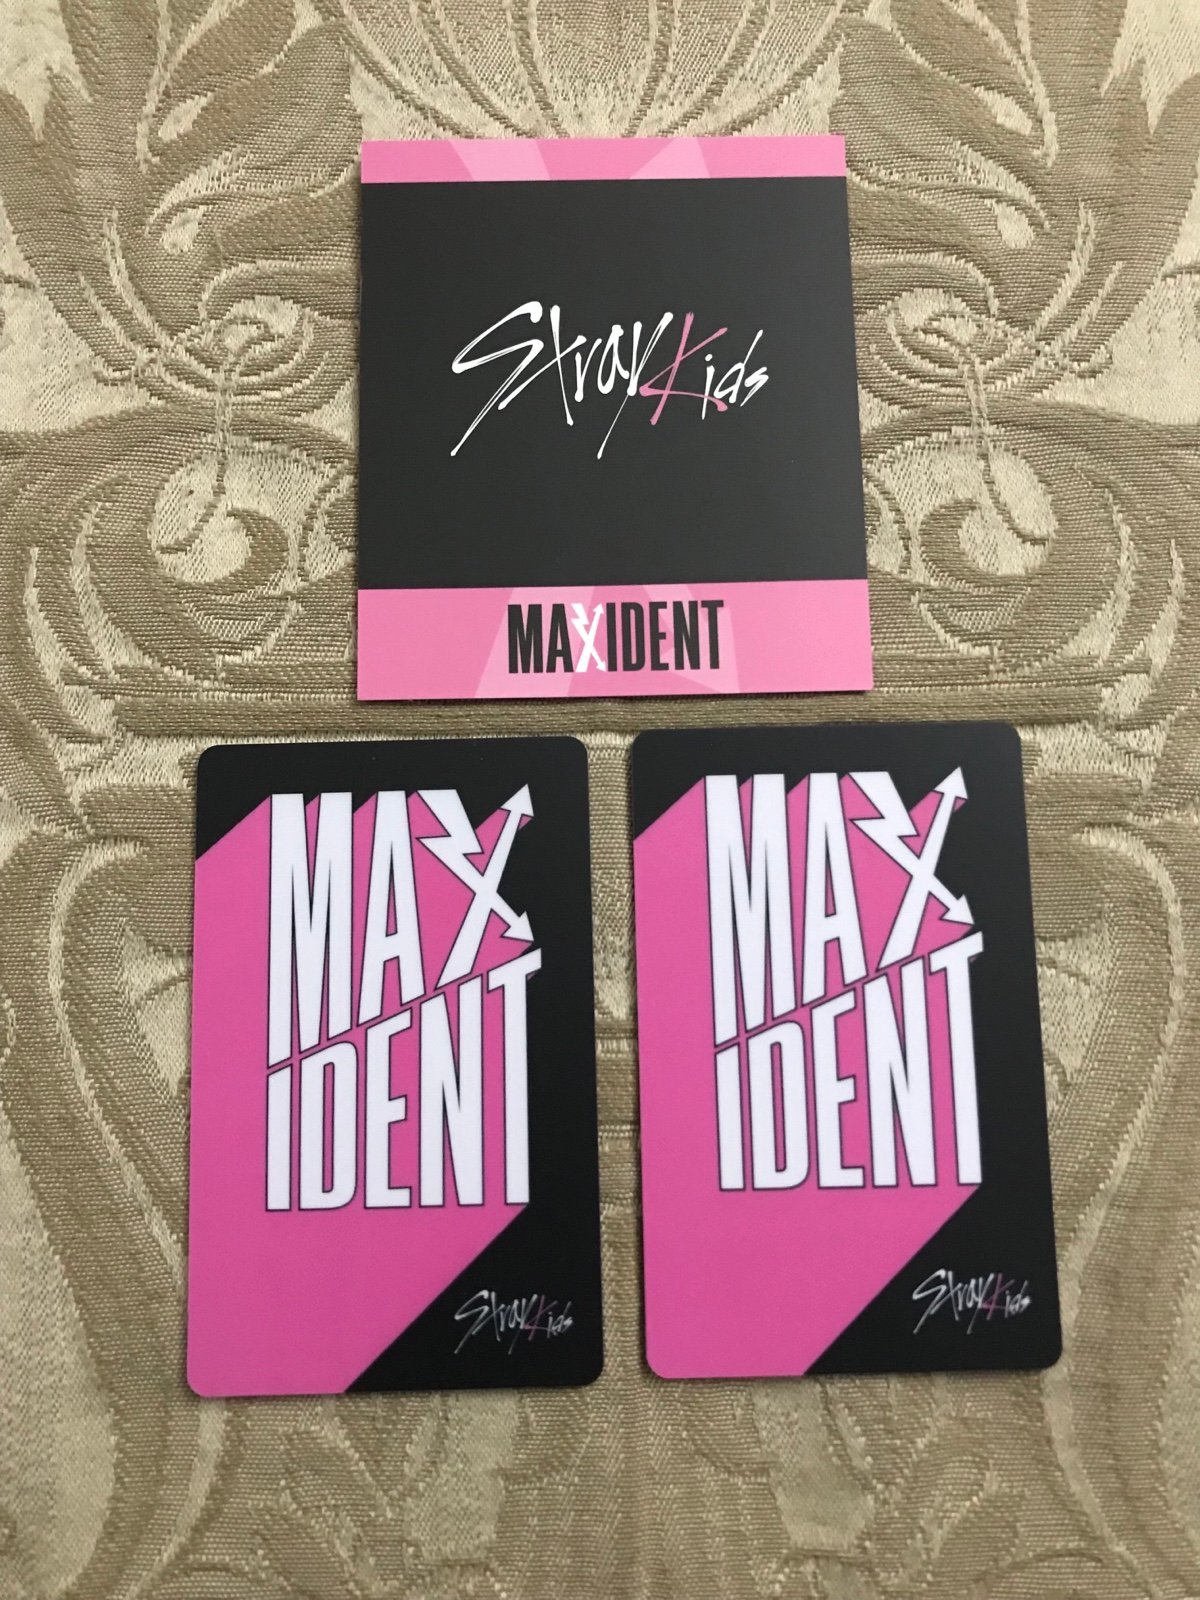 Stray Kids
MAXIDENT
MAX
IDENT
Stray Kids
MAX
IDENT
Stray Kids